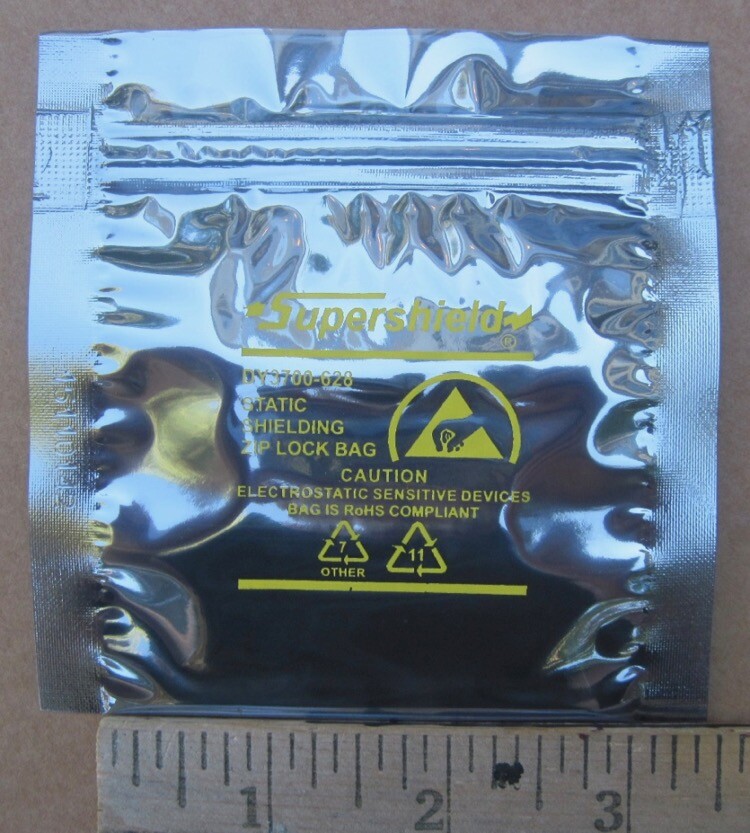 Supershield
®
DY3700-628
STATIC
SHIELDING
ZIP LOCK BAG
CAUTION
ELECTROSTATIC SENSITIVE DEVICES
BAG IS RoHS COMPLIANT
7 11
OTHER
1 2 3